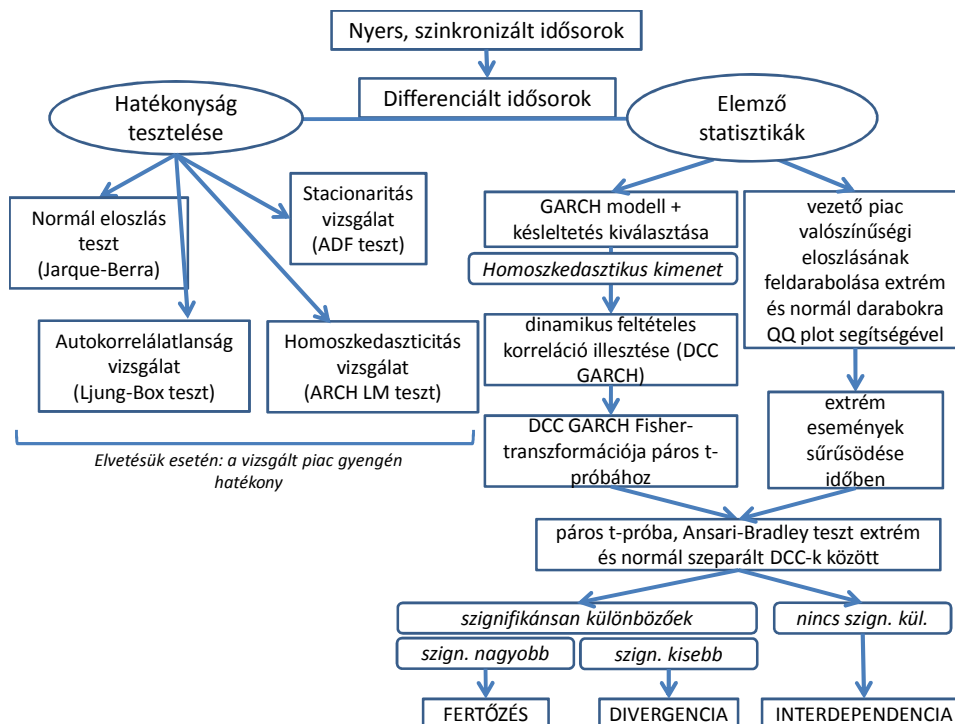 Nyers, szinkronizált idősorok
Differenciált idősorok
Hatékonyság
tesztelése
Elemző
statisztikák
Normál eloszlás
teszt
(Jarque-Berra)
Stacionaritás
vizsgálat
(ADF teszt)
Autokorrelálatlanság
vizsgálat
(Ljung-Box teszt)
Homoszkedaszticitás
vizsgálat
(ARCH LM teszt)
Elvetésük esetén: a vizsgált piac gyengén
hatékony
GARCH modell +
késleltetés kiválasztása
Homoszkedasztikus kimenet
dinamikus feltételes
korreláció illesztése (DCC
GARCH)
DCC GARCH Fisher-
transzformációja páros t-
próbához
vezető piac
valószínűségi
eloszlásának
feldarabolása extrém
és normál darabokra
QQ plot segítségével
extrém
események
sűrűsödése
időben
páros t-próba, Ansari-Bradley teszt extrém
és normál szeparált DCC-k között
szignifikánsan különbözőek
nincs szign. kül.
szign. nagyobb
szign. kisebb
FERTŐZÉS
DIVERGENCIA
INTERDEPENDENCIA